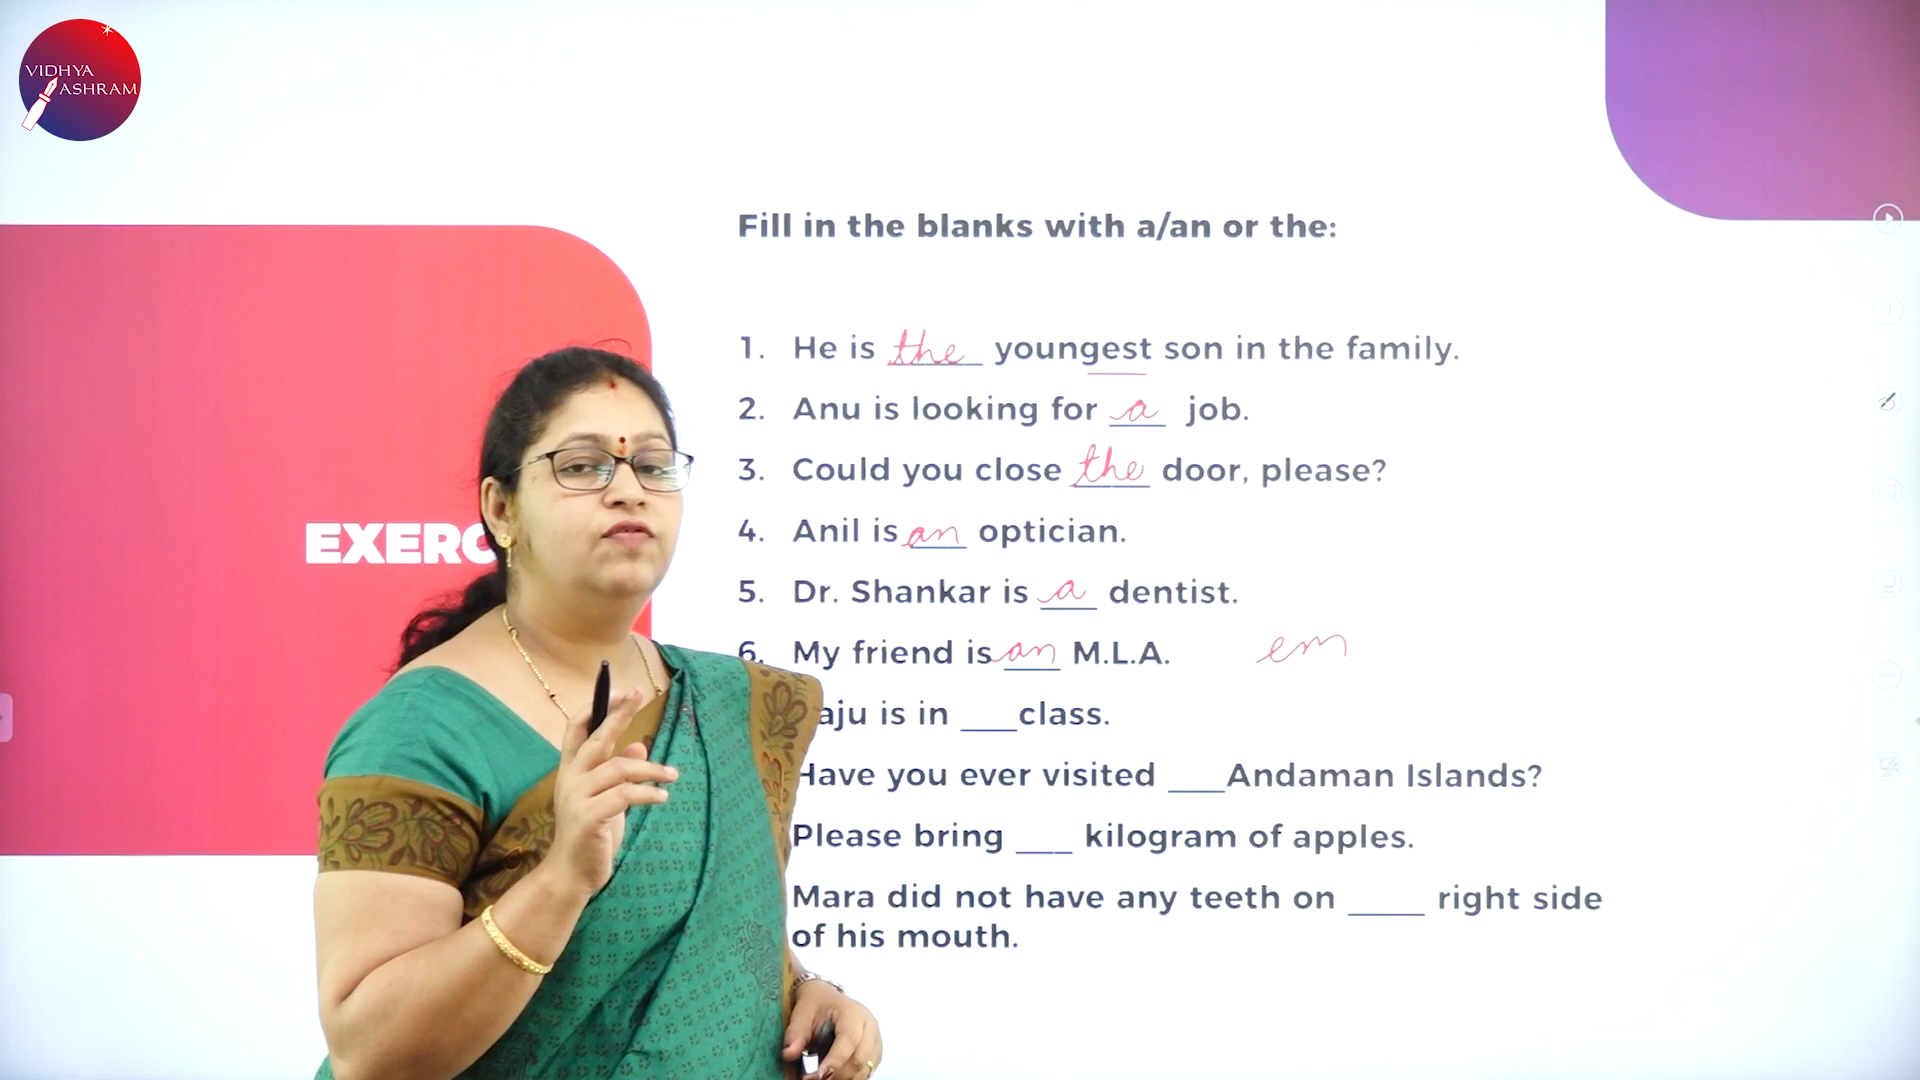 VIDHYA
ASHRAM
Fill in the blanks with a/an or the:
EXERC
1. He is the youngest son in the family.
2. Anu is looking for a job.
3. Could you close the door, please?
4. Anil is an optician.
5. Dr. Shankar is a dentist.
6. My friend is an M.L.A. em
aju is in ____class.
Have you ever visited ____Andaman Islands?
Please bring ____ kilogram of apples.
Mara did not have any teeth on _____ right side
of his mouth.